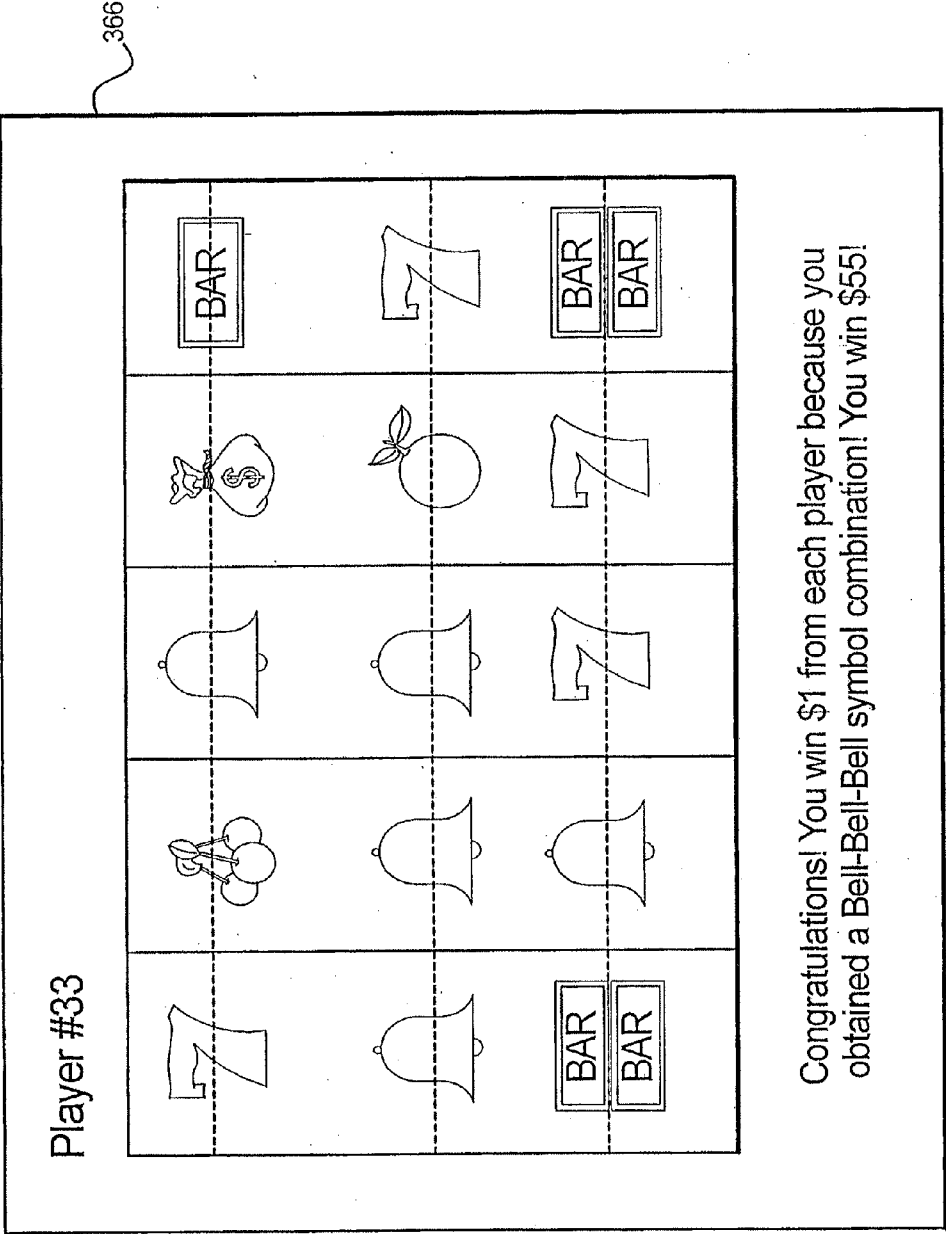 366
Player #33
BAR
BAR
BAR
BAR
BAR
Congratulations! You win $1 from each player because you
obtained a Bell-Bell-Bell symbol combination! You win $55!